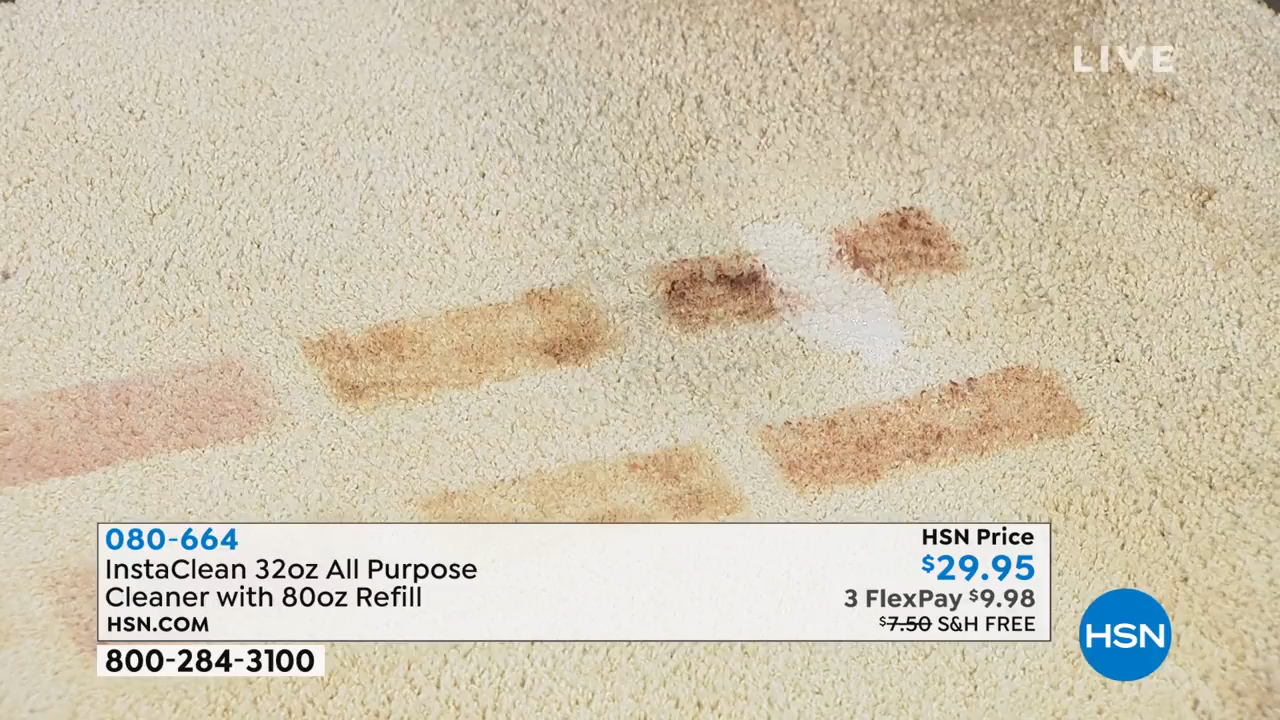 LIVE
080-664
InstaClean 32oz All Purpose
Cleaner with 80oz Refill
HSN.COM
800-284-3100
HSN Price
$29.95
3 FlexPay $9.98
$7.50 S&H FREE
HSN